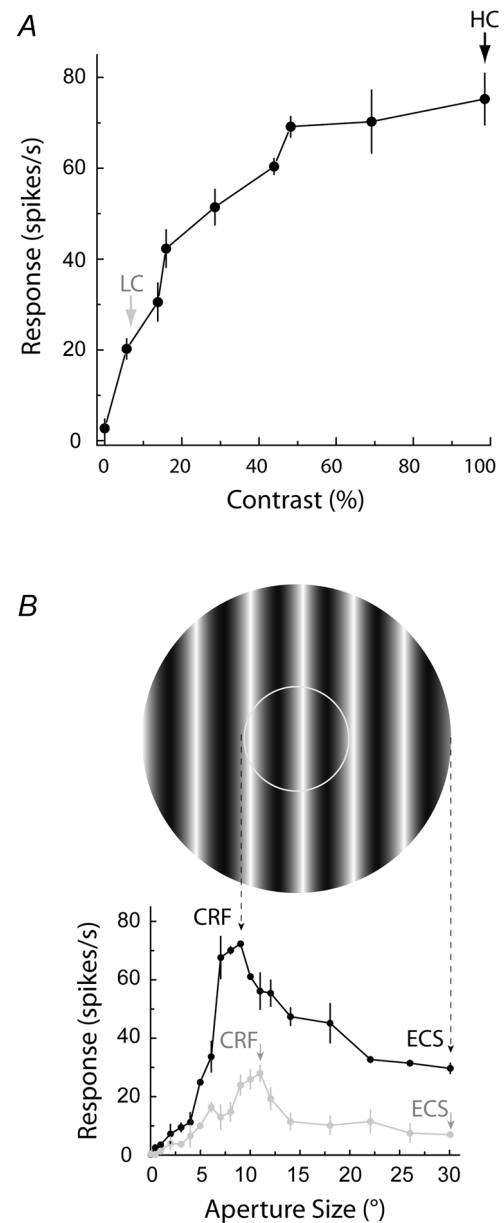 A
HC
80
60
40
20
0
LC
Response (spikes/s)
0 20 40 60 80 100
Contrast (%)
B
80
60
40
20
0
CRF
CRF
ECS
ECS
Response (spikes/s)
0 5 10 15 20 25 30
Aperture Size (°)